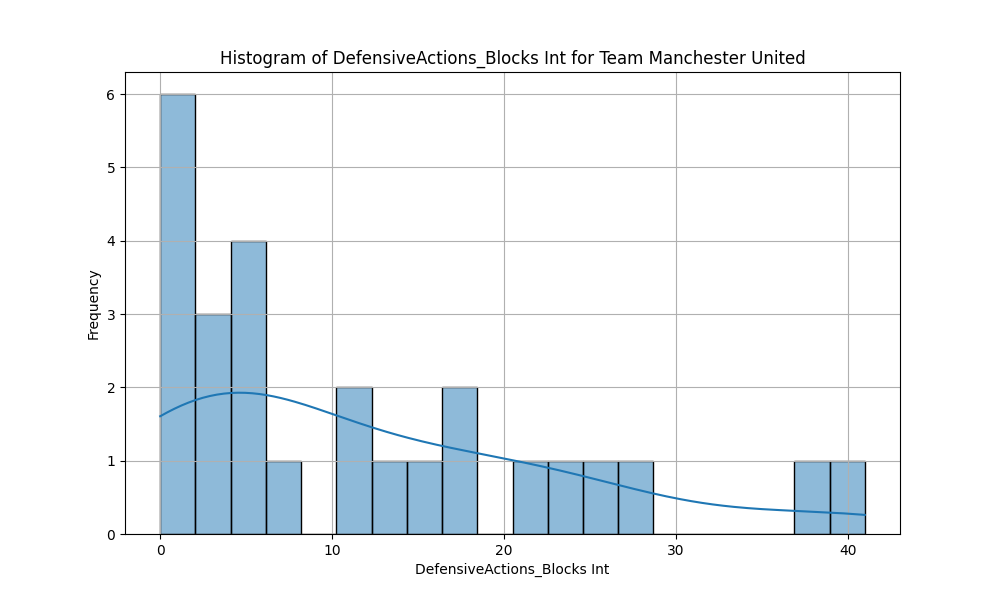 Histogram of DefensiveActions_Blocks Int for Team Manchester United
6
5
4
3
2
1
0
Frequency
0 10 20 30 40
DefensiveActions_Blocks Int